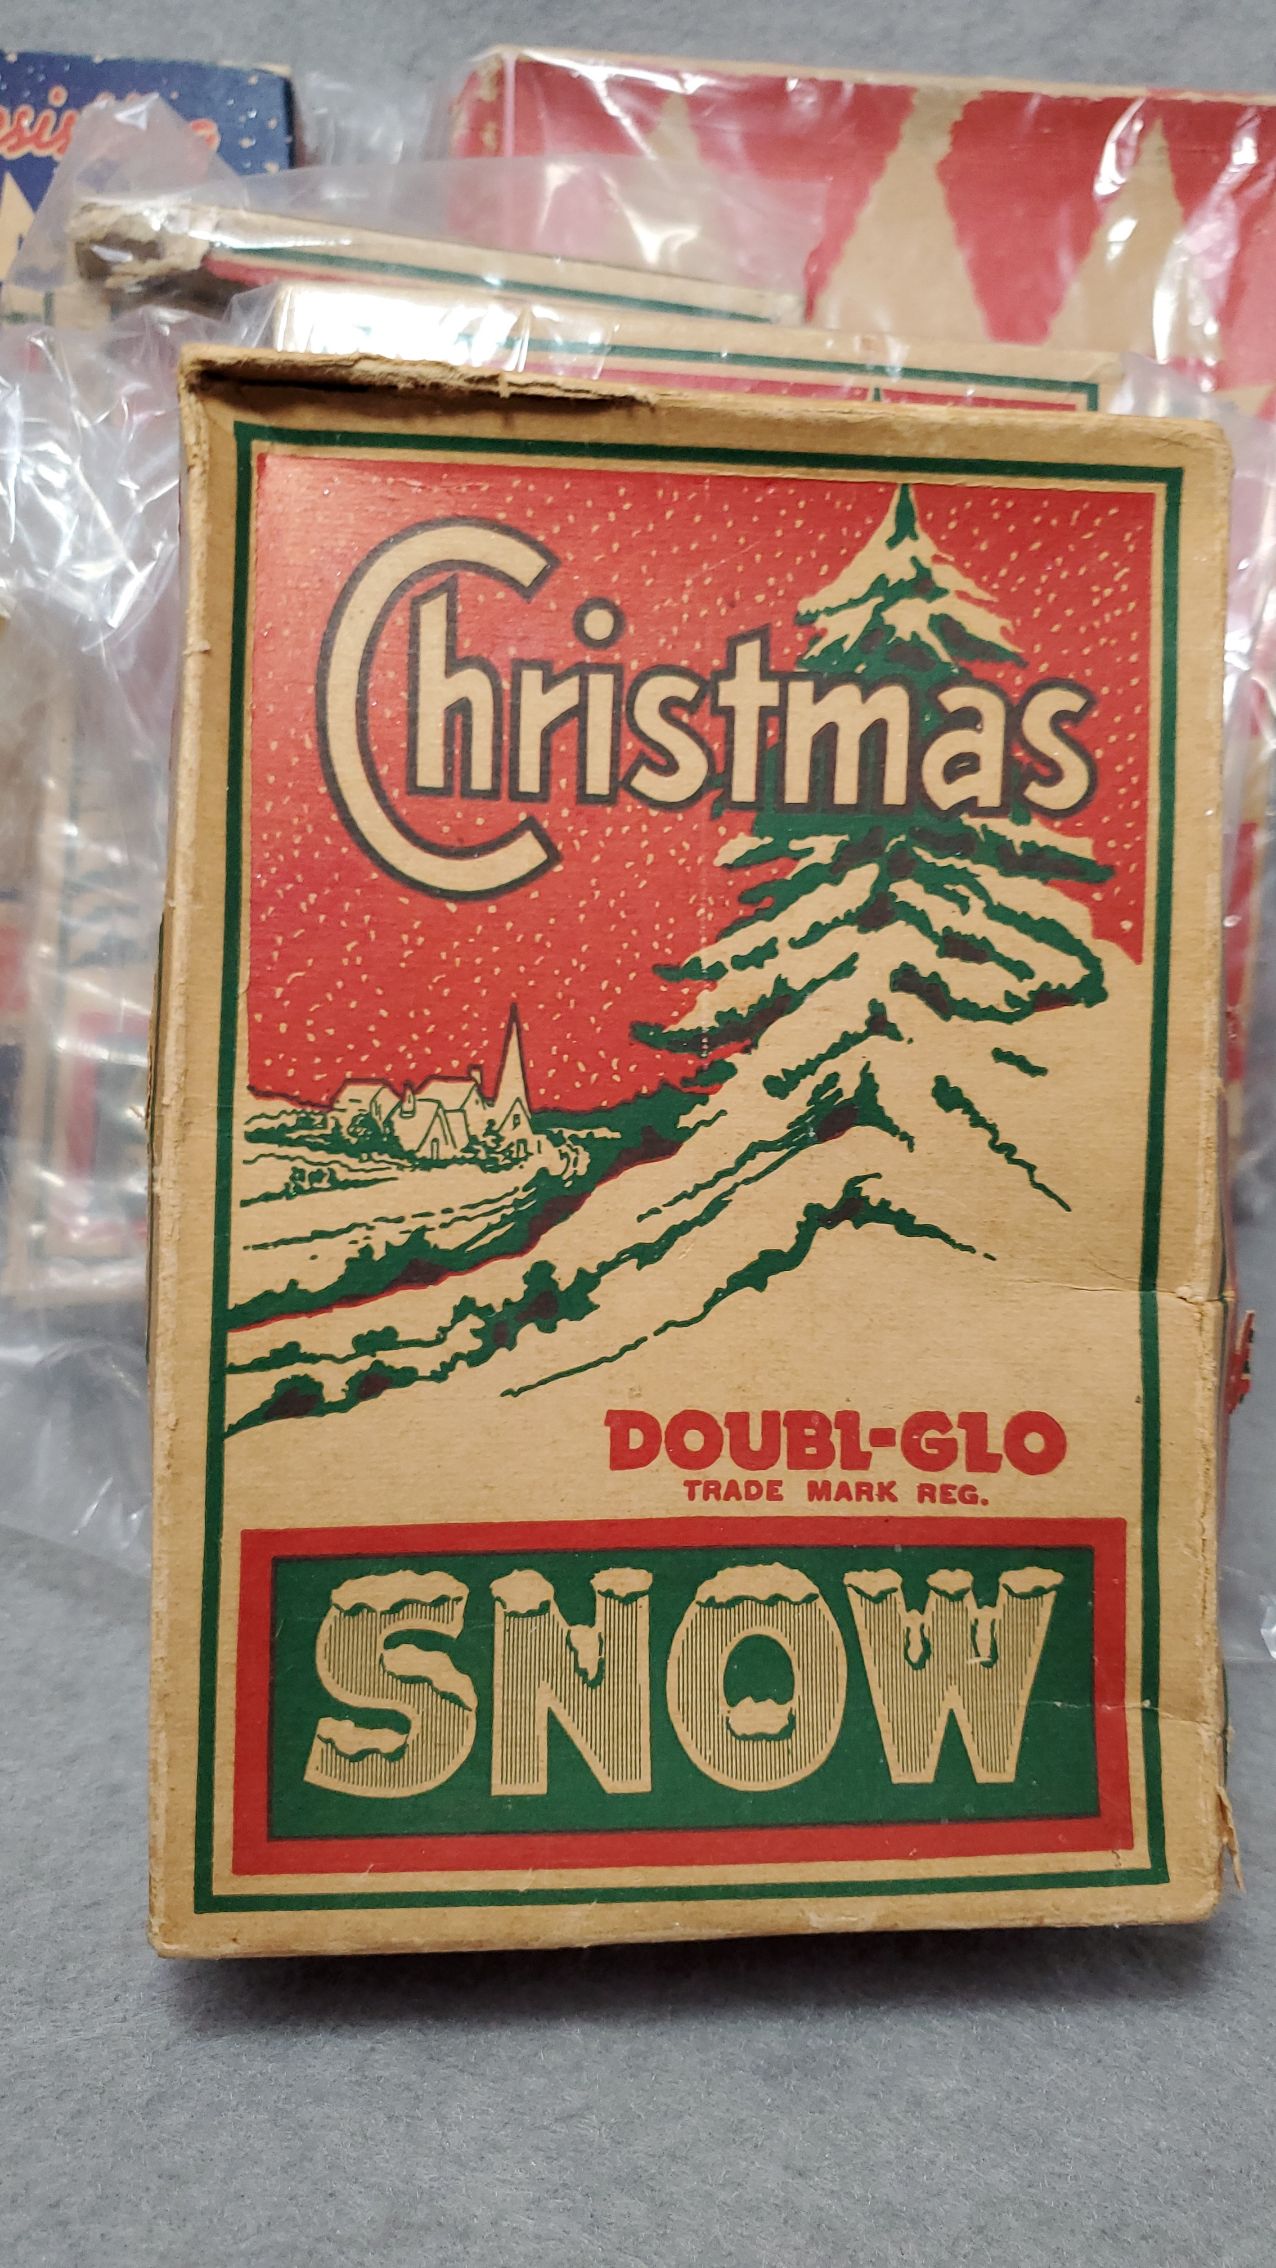 Christmas
DOUBL-GLO
TRADE MARK REG.
SNOW